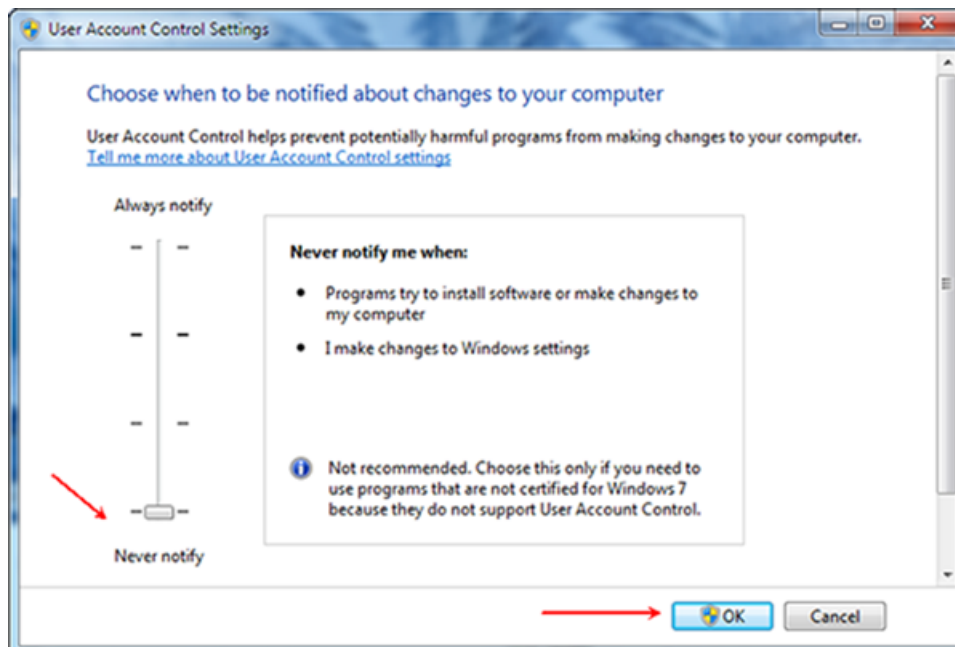 User Account Control Settings
Choose when to be notified about changes to your computer
User Account Control helps prevent potentially harmful programs from making changes to your computer.
Tell me more about User Account Control settings
Always notify
Never notify me when:
• Programs try to install software or make changes to
my computer
• I make changes to Windows settings
Not recommended. Choose this only if you need to
use programs that are not certified for Windows 7
because they do not support User Account Control.
Never notify
OK
Cancel